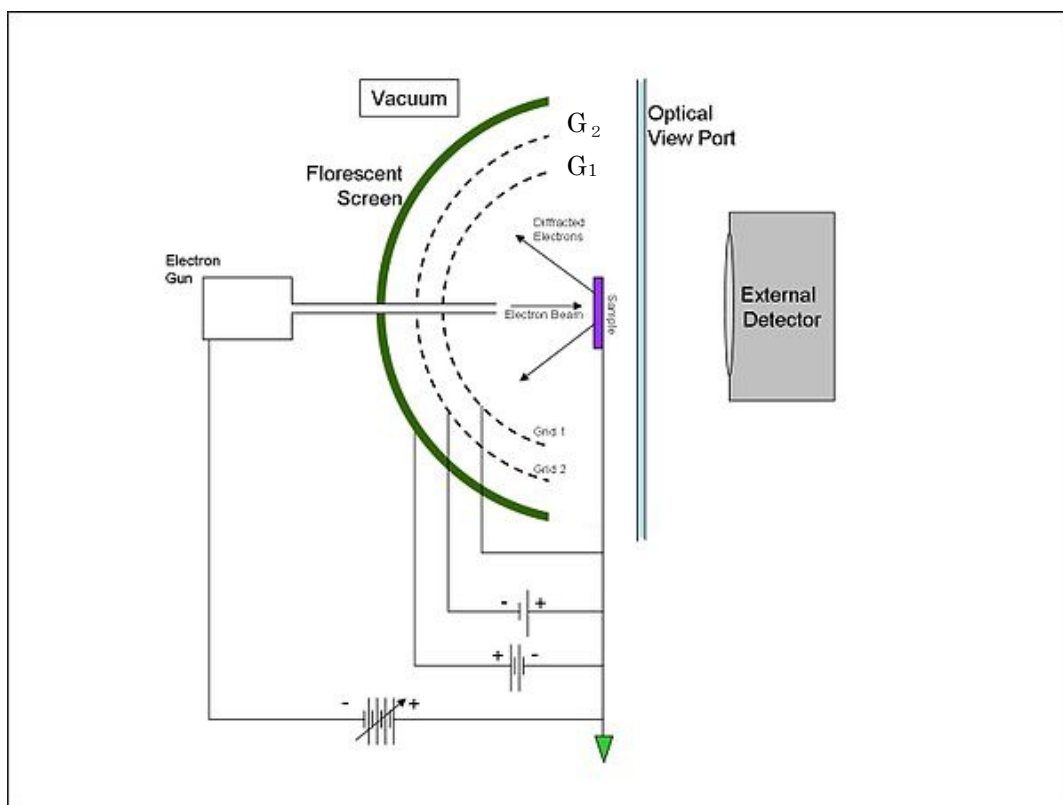 Vacuum
G₂
G₁
Optical
View Port
Florescent
Screen
Diffracted
Electrons
Electron
Gun
Electron Beam
Sample
External
Detector
Grid 1
Grid 2
- +
+ -
- +